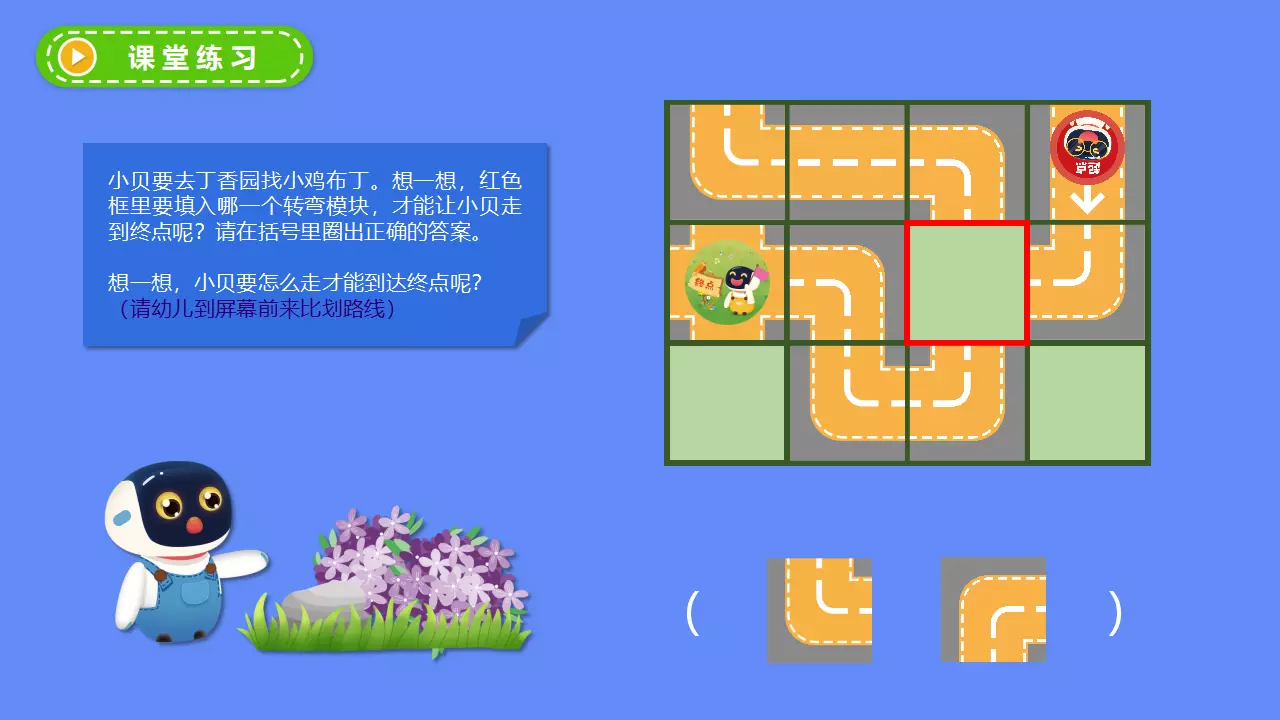 课堂练习
小贝要去丁香园找小鸡布丁。想一想，红色
框里要填入哪一个转弯模块，才能让小贝走
到终点呢？请在括号里圈出正确的答案。
想一想，小贝要怎么走才能到达终点呢？
（请幼儿到屏幕前来比划路线）
终点
（ ）